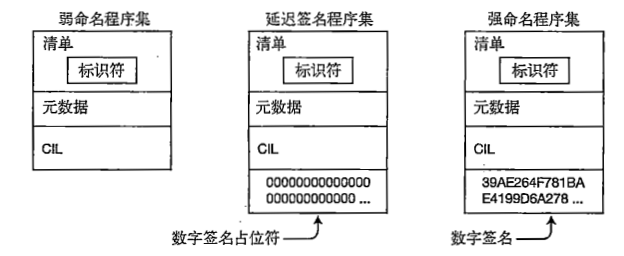 弱命名程序集
延迟签名程序集
强命名程序集
清单
标识符
元数据
CIL
清单
标识符
元数据
CIL
00000000000000
000000000000 ...
数字签名占位符
清单
标识符
元数据
CIL
39AE264F781BA
E4199D6A278 ...
数字签名